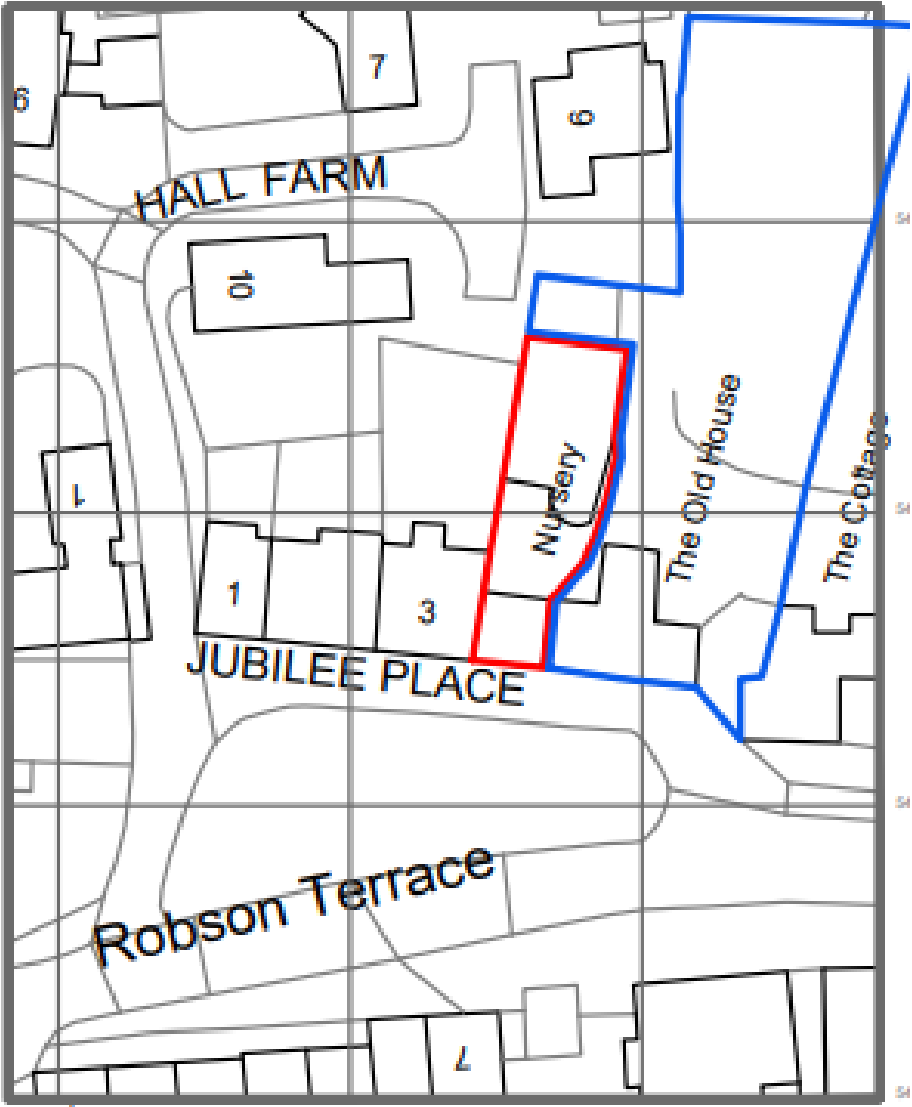 7
6
9
HALL FARM
10
The Old House
The Cottage
Nursery
1
1
3
JUBILEE PLACE
Robson Terrace
7